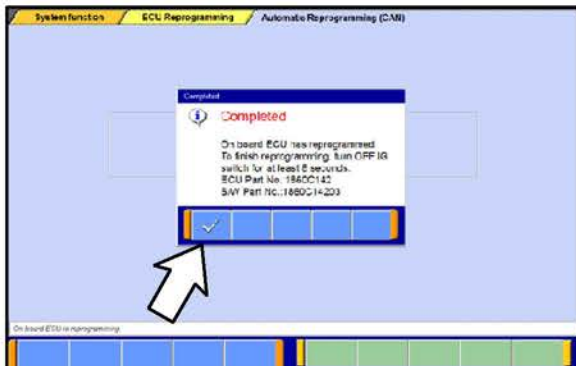 System function
ECU Reprogramming
Automatic Reprogramming (CAN)
Completed
Completed
On board ECU has reprogrammed.
To finish reprogramming, turn OFF IG
switch for at least 6 seconds.
ECU Part No.:1860C142
S/W Part No.:1860C14203
On board ECU is reprogramming.